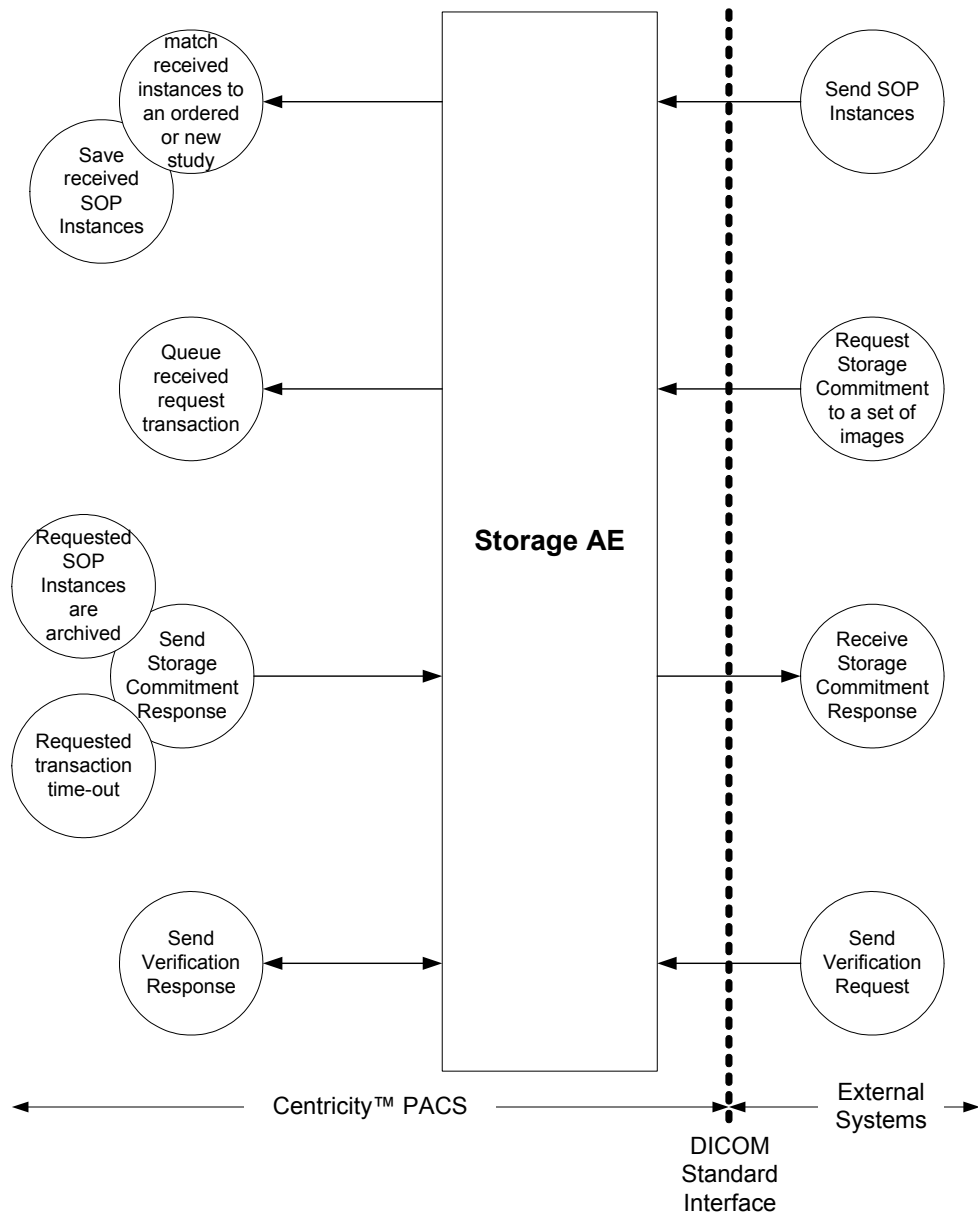 match
received
instances to
an ordered
or new
study
Save
received
SOP
Instances
Send SOP
Instances
Queue
received
request
transaction
Request
Storage
Commitment
to a set of
images
Storage AE
Requested
SOP
Instances
are
archived
Send
Storage
Commitment
Response
Requested
transaction
time-out
Receive
Storage
Commitment
Response
Send
Verification
Response
Send
Verification
Request
Centricity™ PACS
External
Systems
DICOM
Standard
Interface